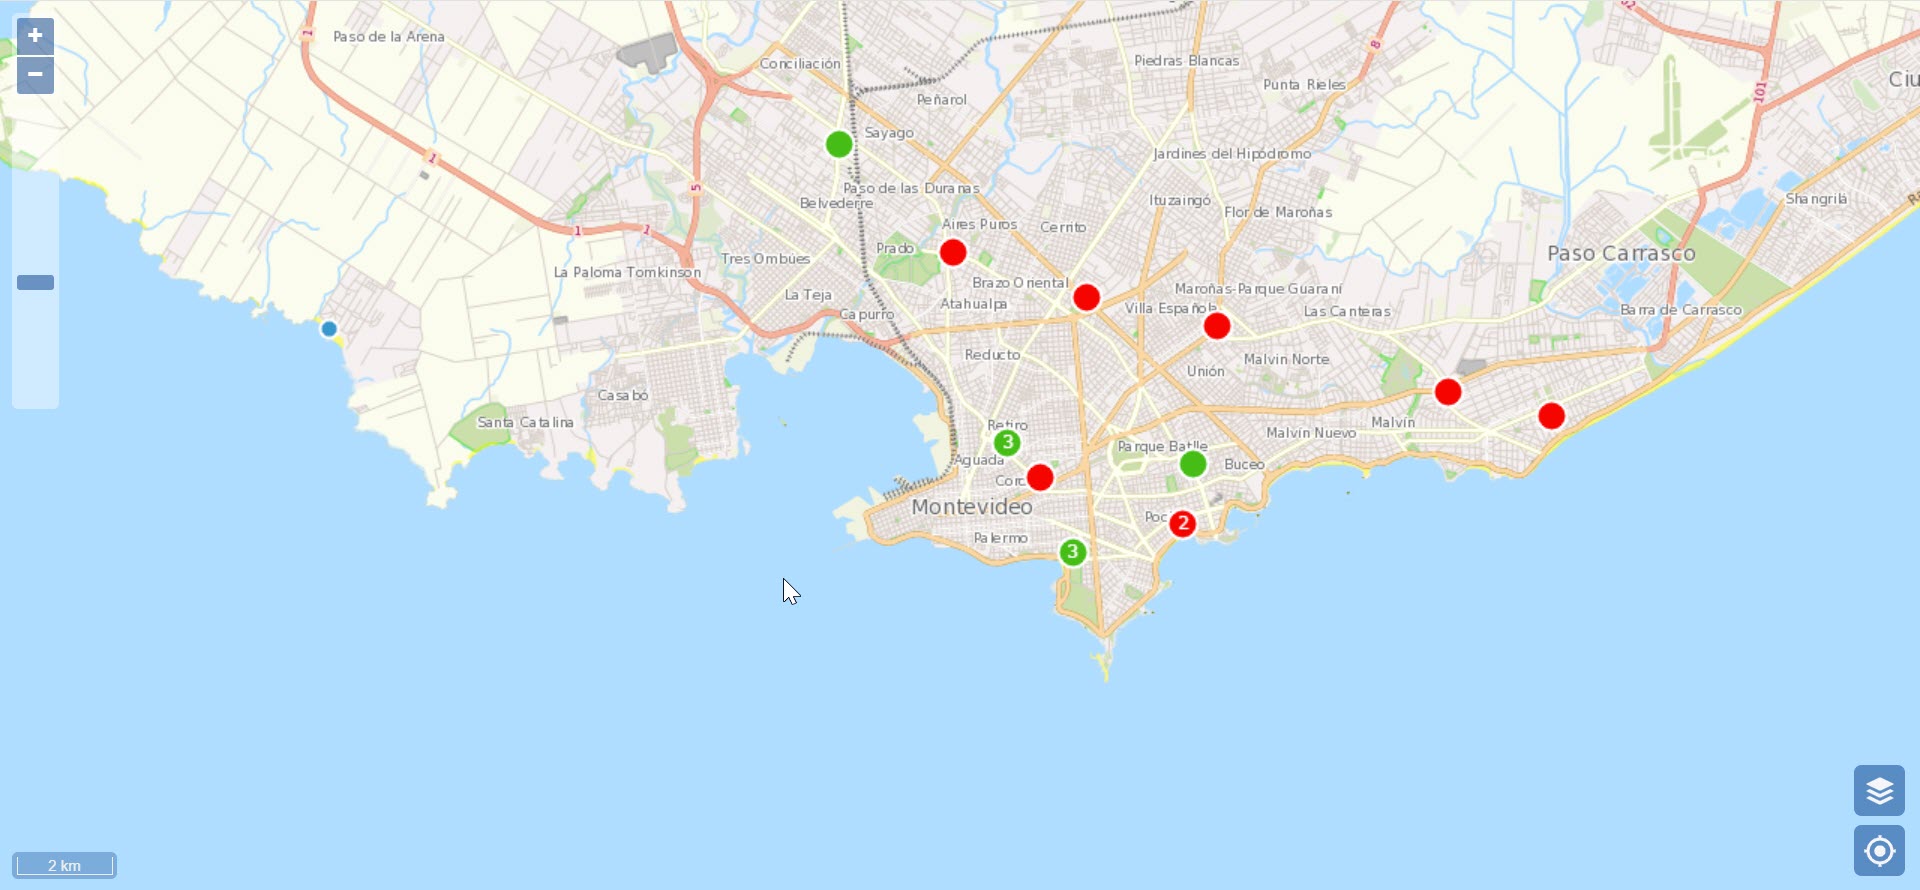 +
−
1
Paso de la Arena
Conciliación
Peñarol
Piedras Blancas
8
Punta Rieles
101
Ciu
Sayago
1
5
Jardines del Hipódromo
Paso de las Duranas
Belvederre
Ituzaingó
Flor de Maroñas
Shangrilá
1
1
Aires Puros
Cerrito
Prado
Tres Ombúes
La Paloma Tomkinson
Paso Carrasco
Brazo Oriental
Maroñas-Parque Guaraní
La Teja
Atahualpa
Villa Española
Las Canteras
Barra de Carrasco
Capurro
Reducto
Malvín Norte
Unión
Casabó
Santa Catalina
Retiro
Malvín
Malvín Nuevo
3
Parque Batlle
Aguada
Buceo
Cord
Montevideo
Poc
2
Palermo
3
2 km